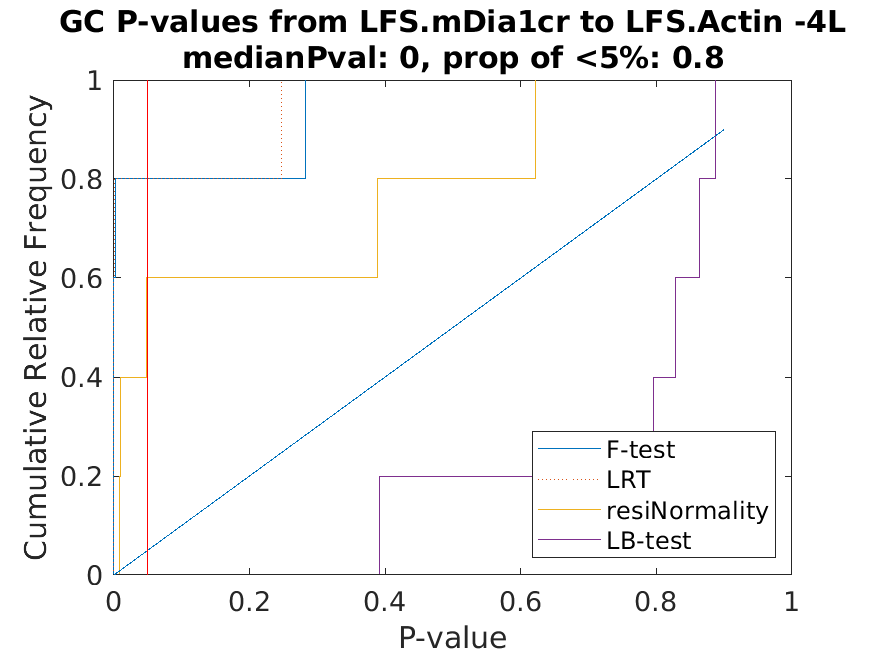 GC P-values from LFS.mDia1cr to LFS.Actin -4L
medianPval: 0, prop of <5%: 0.8
1
0.8
0.6
0.4
0.2
0
Cumulative Relative Frequency
F-test
LRT
resiNormality
LB-test
0 0.2 0.4 0.6 0.8 1
P-value